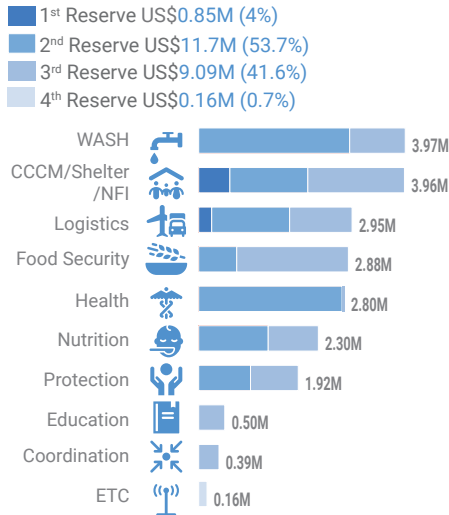 1st Reserve US$0.85M (4%)
2nd Reserve US$11.7M (53.7%)
3rd Reserve US$9.09M (41.6%)
4th Reserve US$0.16M (0.7%)
WASH 3.97M
CCCM/Shelter
/NFI 3.96M
Logistics 2.95M
Food Security 2.88M
Health 2.80M
Nutrition 2.30M
Protection 1.92M
Education 0.50M
Coordination 0.39M
ETC 0.16M